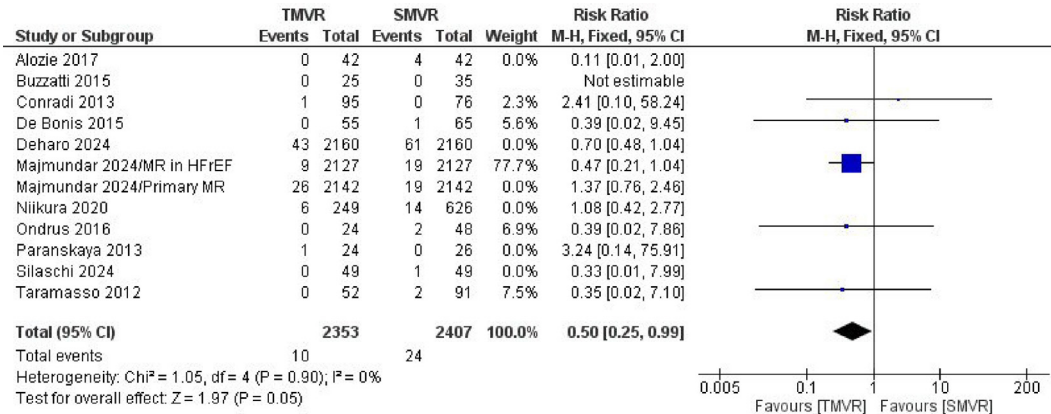 TMVR SMVR Risk Ratio Risk Ratio
Study or Subgroup Events Total Events Total Weight M-H, Fixed, 95% CI M-H, Fixed, 95% CI
Alozie 2017 0 42 4 42 0.0% 0.11 [0.01, 2.00]
Buzzatti 2015 0 25 0 35 Not estimable
Conradi 2013 1 95 0 76 2.3% 2.41 [0.10, 58.24]
De Bonis 2015 0 55 1 65 5.6% 0.39 [0.02, 9.45]
Deharo 2024 43 2160 61 2160 0.0% 0.70 [0.48, 1.04]
Majmundar 2024/MR in HFrEF 9 2127 19 2127 77.7% 0.47 [0.21, 1.04]
Majmundar 2024/Primary MR 26 2142 19 2142 0.0% 1.37 [0.76, 2.46]
Niikura 2020 6 249 14 626 0.0% 1.08 [0.42, 2.77]
Ondrus 2016 0 24 2 48 6.9% 0.39 [0.02, 7.86]
Paranskaya 2013 1 24 0 26 0.0% 3.24 [0.14, 75.91]
Silaschi 2024 0 49 1 49 0.0% 0.33 [0.01, 7.99]
Taramasso 2012 0 52 2 91 7.5% 0.35 [0.02, 7.10]
Total (95% CI) 2353 2407 100.0% 0.50 [0.25, 0.99]
Total events 10 24
Heterogeneity: Chi² = 1.05, df = 4 (P = 0.90); I² = 0%
Test for overall effect: Z = 1.97 (P = 0.05)
0.005 0.1 1 10 200
Favours [TMVR] Favours [SMVR]